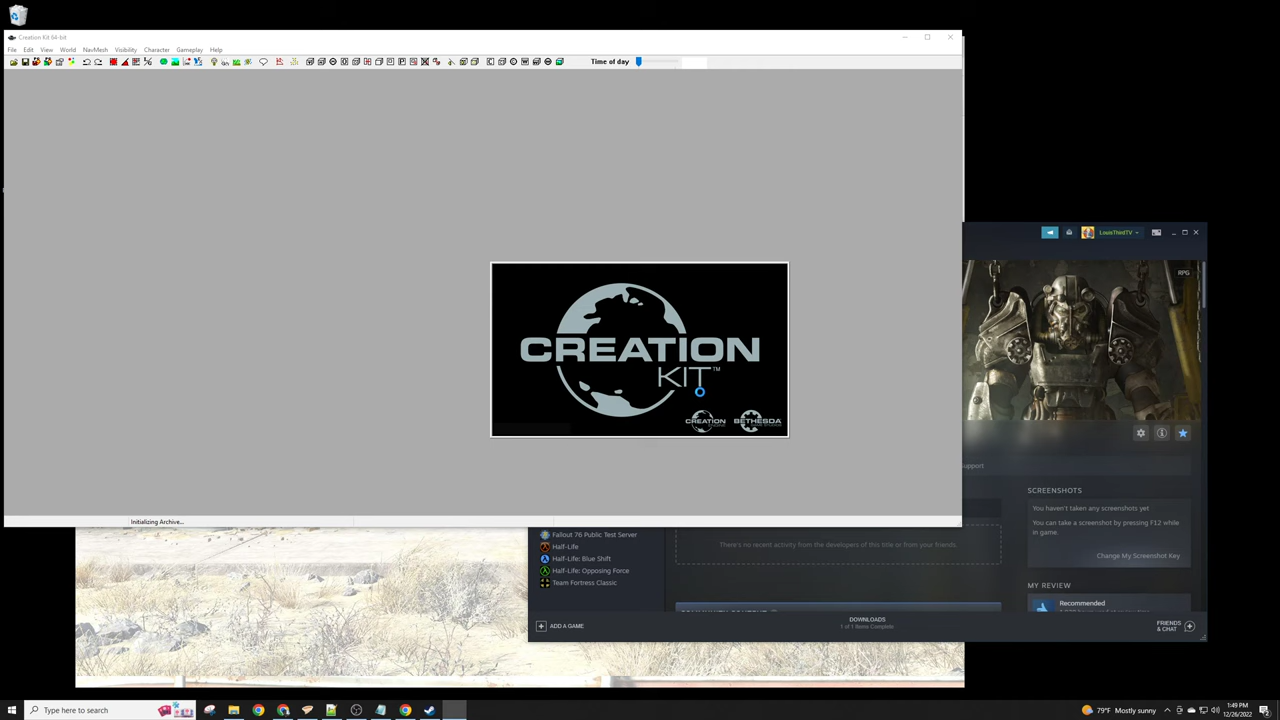 Creation Kit 64-bit
File Edit View World NavMesh Visibility Character Gameplay Help
Time of day
LouisThirdTV
RPG
CREATION
KIT™
CREATION
BETHESDA
Initializing Archive...
upport
SCREENSHOTS
You haven't taken any screenshots yet
You can take a screenshot by pressing F12 while
in game.
Change My Screenshot Key
Fallout 76 Public Test Server
Half-Life
Half-Life: Blue Shift
Half-Life: Opposing Force
Team Fortress Classic
There's no recent activity from the developers of this title or from your friends.
MY REVIEW
Recommended
ADD A GAME
DOWNLOADS
1 of 1 Items Complete
FRIENDS
& CHAT
Type here to search
79°F Mostly sunny
1:49 PM
12/26/2022